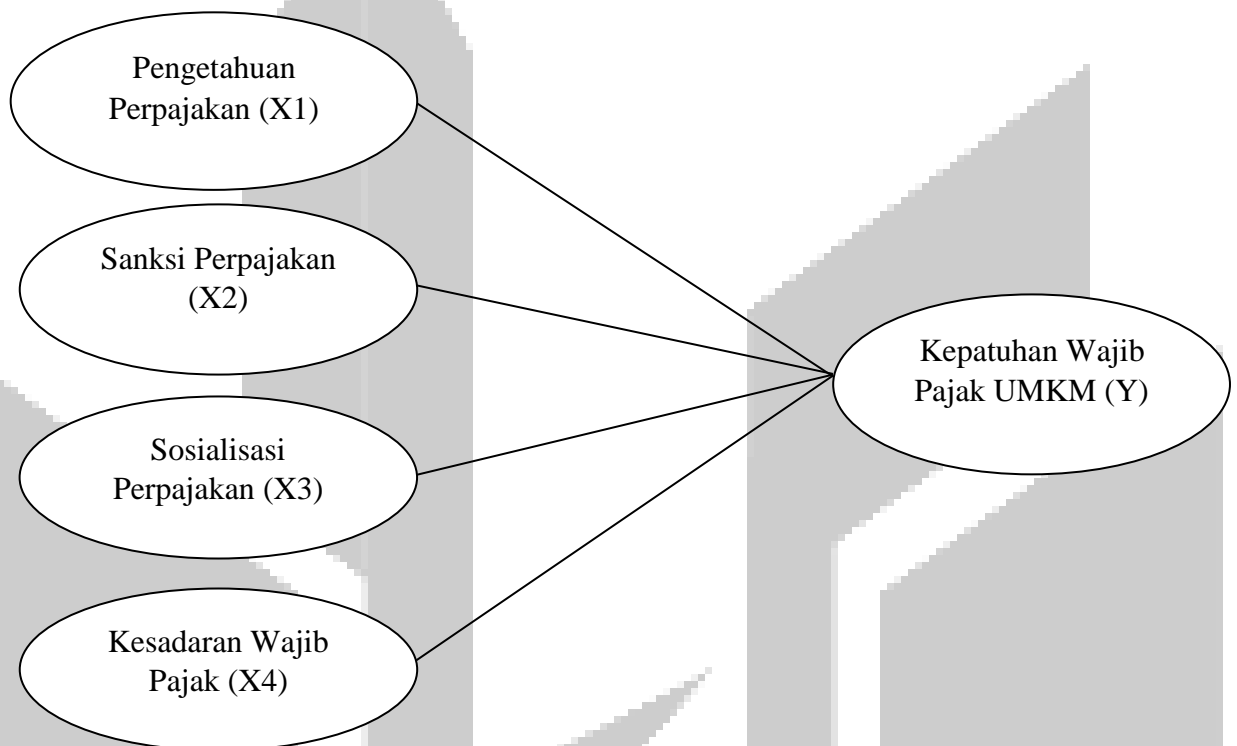 Pengetahuan
Perpajakan (X1)
Sanksi Perpajakan
(X2)
Sosialisasi
Perpajakan (X3)
Kesadaran Wajib
Pajak (X4)
Kepatuhan Wajib
Pajak UMKM (Y)